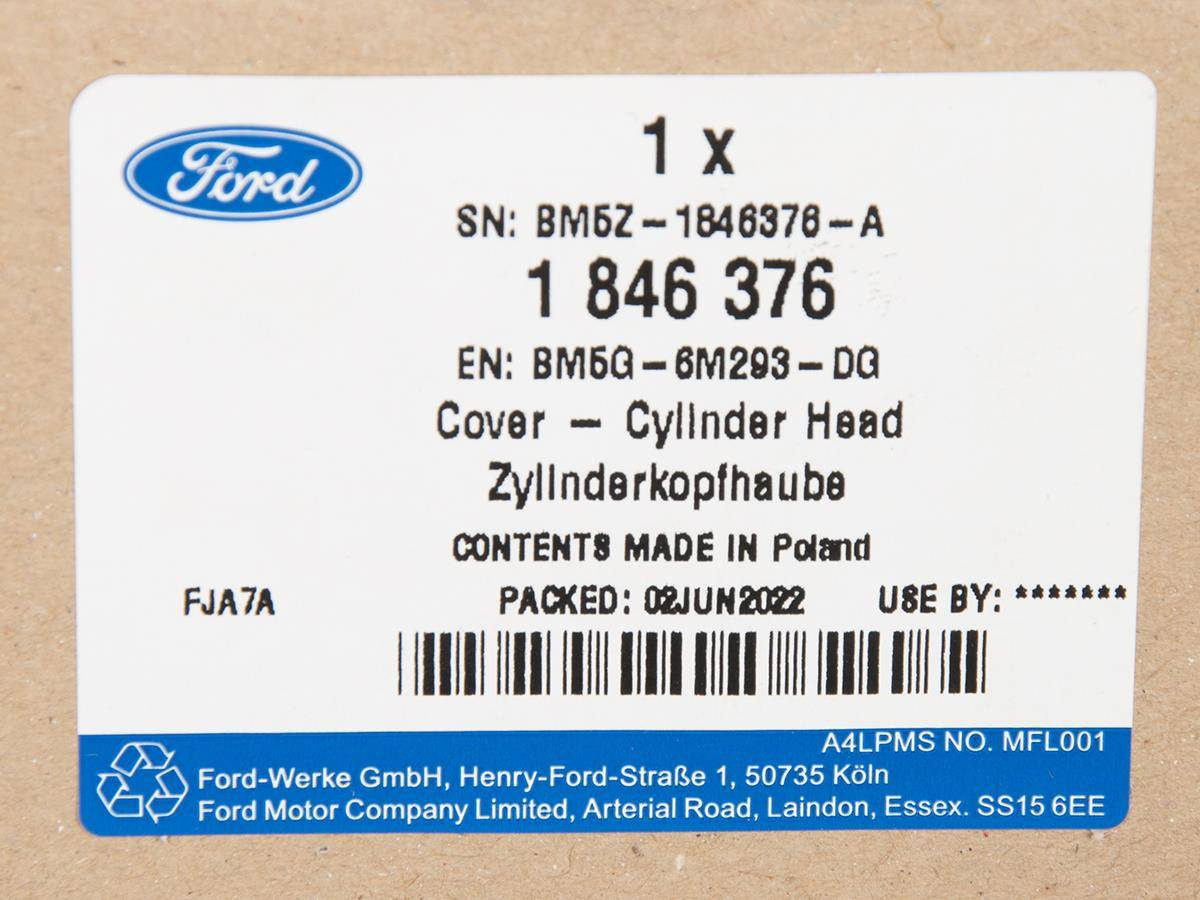 Ford
1 x
SN: BM5Z-1846376-A
1 846 376
EN: BM5G-6M293-DG
Cover - Cylinder Head
Zylinderkopfhaube
CONTENTS MADE IN Poland
FJA7A PACKED: 02JUN2022 USE BY: *******
A4LPMS NO. MFL001
Ford-Werke GmbH, Henry-Ford-Straße 1, 50735 Köln
Ford Motor Company Limited, Arterial Road, Laindon, Essex. SS15 6EE